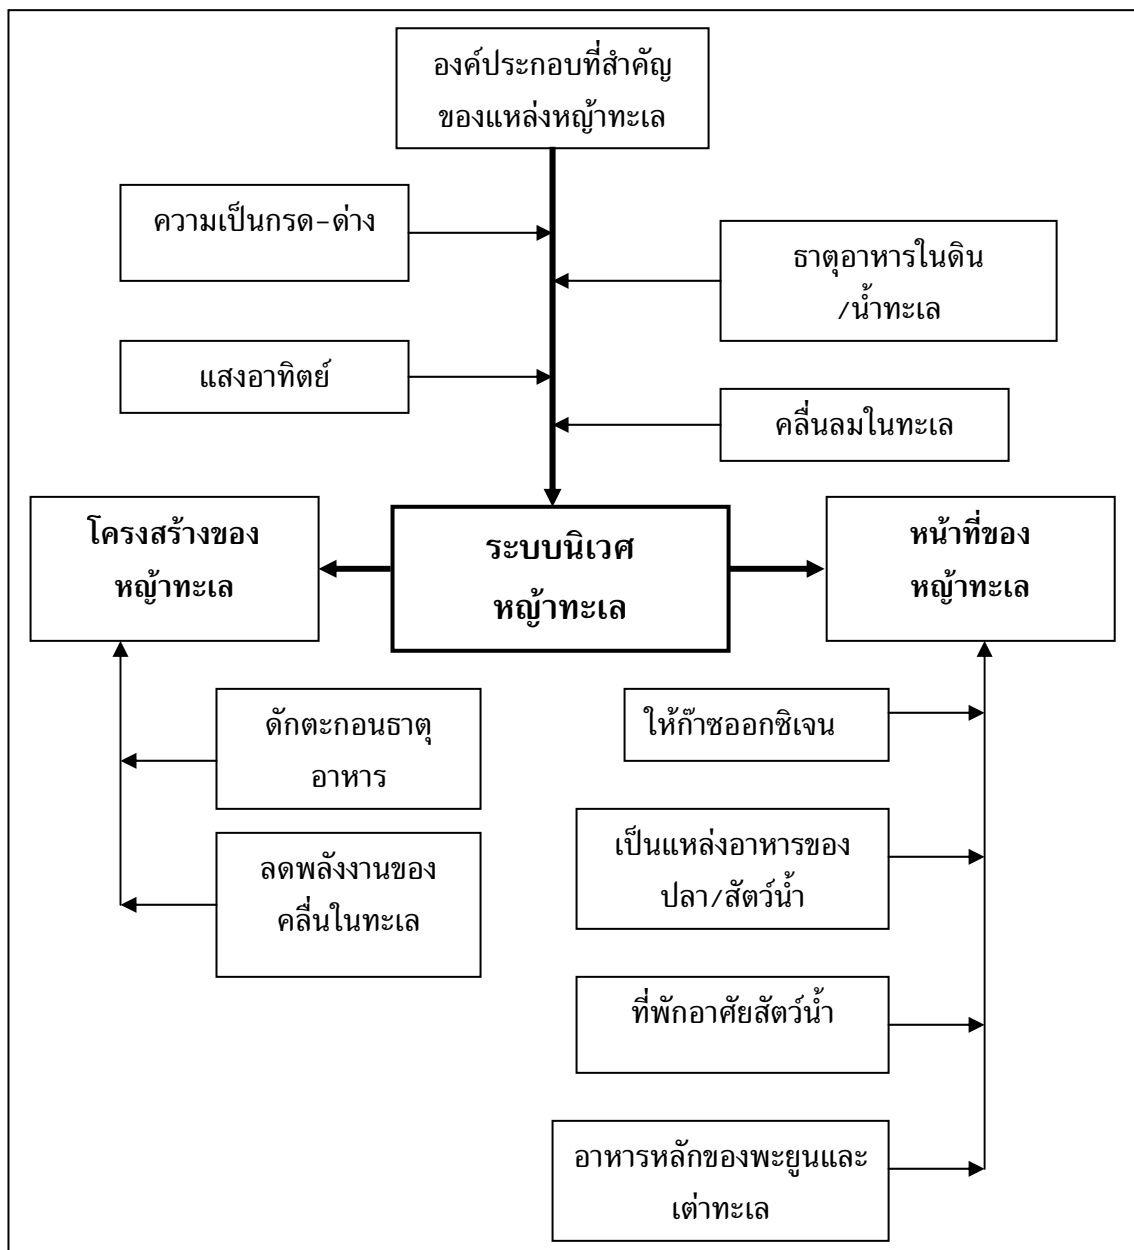 องค์ประกอบที่สำคัญ
ของแหล่งหญ้าทะเล
ความเป็นกรด-ด่าง
ธาตุอาหารในดิน
/น้ำทะเล
แสงอาทิตย์
คลื่นลมในทะเล
โครงสร้างของ
หญ้าทะเล
ระบบนิเวศ
หญ้าทะเล
หน้าที่ของ
หญ้าทะเล
ดักตะกอนธาตุ
อาหาร
ลดพลังงานของ
คลื่นในทะเล
ให้ก๊าซออกซิเจน
เป็นแหล่งอาหารของ
ปลา/สัตว์น้ำ
ที่พักอาศัยสัตว์น้ำ
อาหารหลักของพะยูนและ
เต่าทะเล